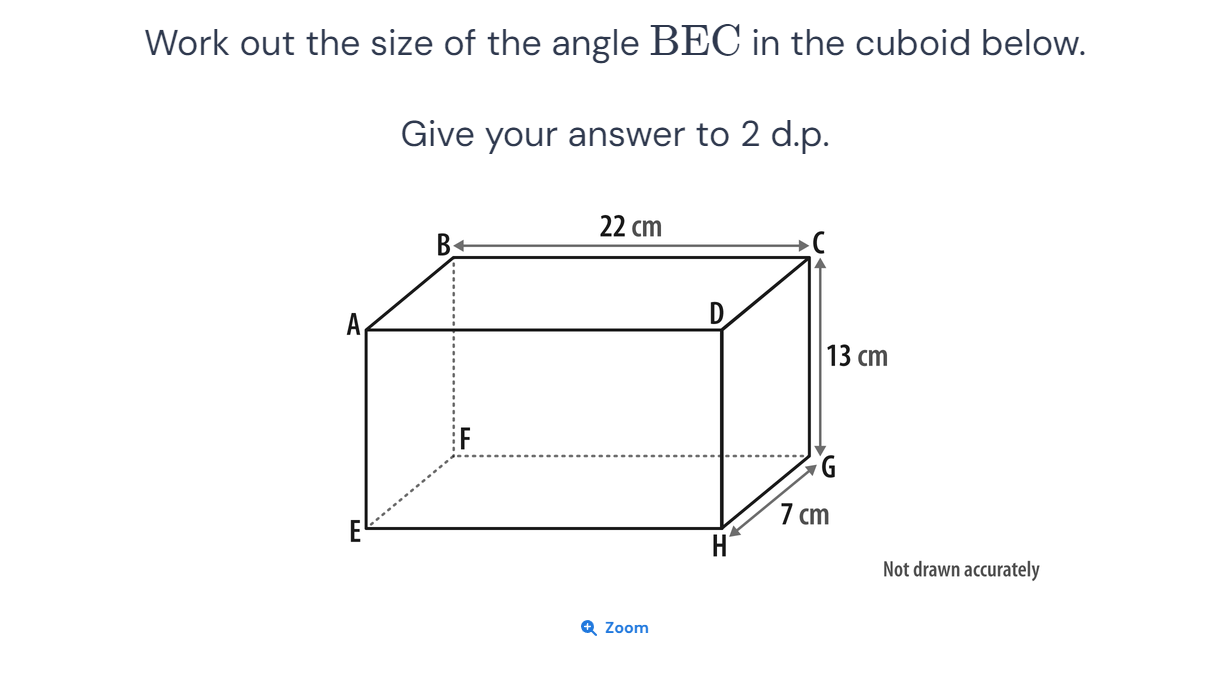 Work out the size of the angle BEC in the cuboid below.
Give your answer to 2 d.p.
22 cm
B
C
A
D
13 cm
F
G
7 cm
E
H
Not drawn accurately
Zoom